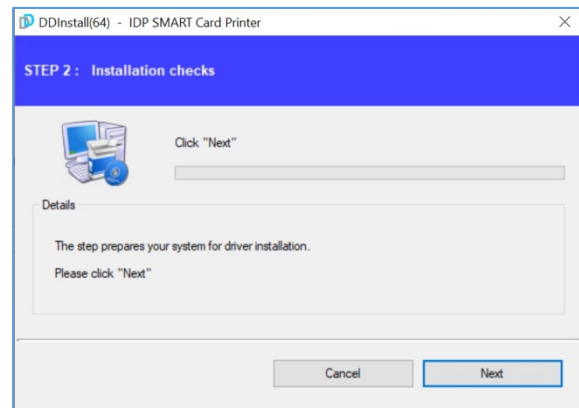 DDInstall(64) - IDP SMART Card Printer
STEP 2 : Installation checks
Click "Next"
Details
The step prepares your system for driver installation.
Please click "Next"
Cancel
Next